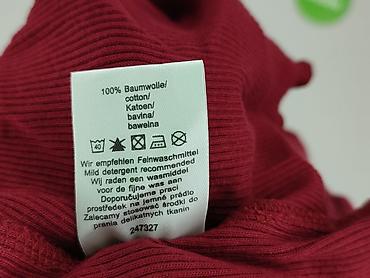 100% Baumwolle/
cotton/
Katoen/
bavlna/
bawełna
40
Wir empfehlen Feinwaschmittel
Mild detergent recommended
Wij raden een wasmiddel
voor de fijne was aan
Doporučujeme prací
prostředek na jemné prádlo
Zalecamy stosować środki do
prania delikatnych tkanin
247327